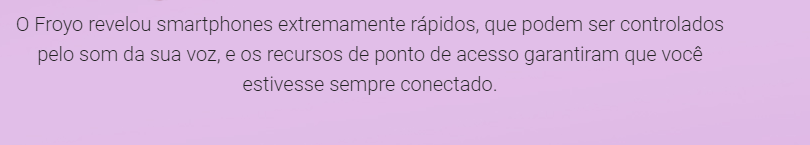 O Froyo revelou smartphones extremamente rápidos, que podem ser controlados
pelo som da sua voz, e os recursos de ponto de acesso garantiram que você
estivesse sempre conectado.